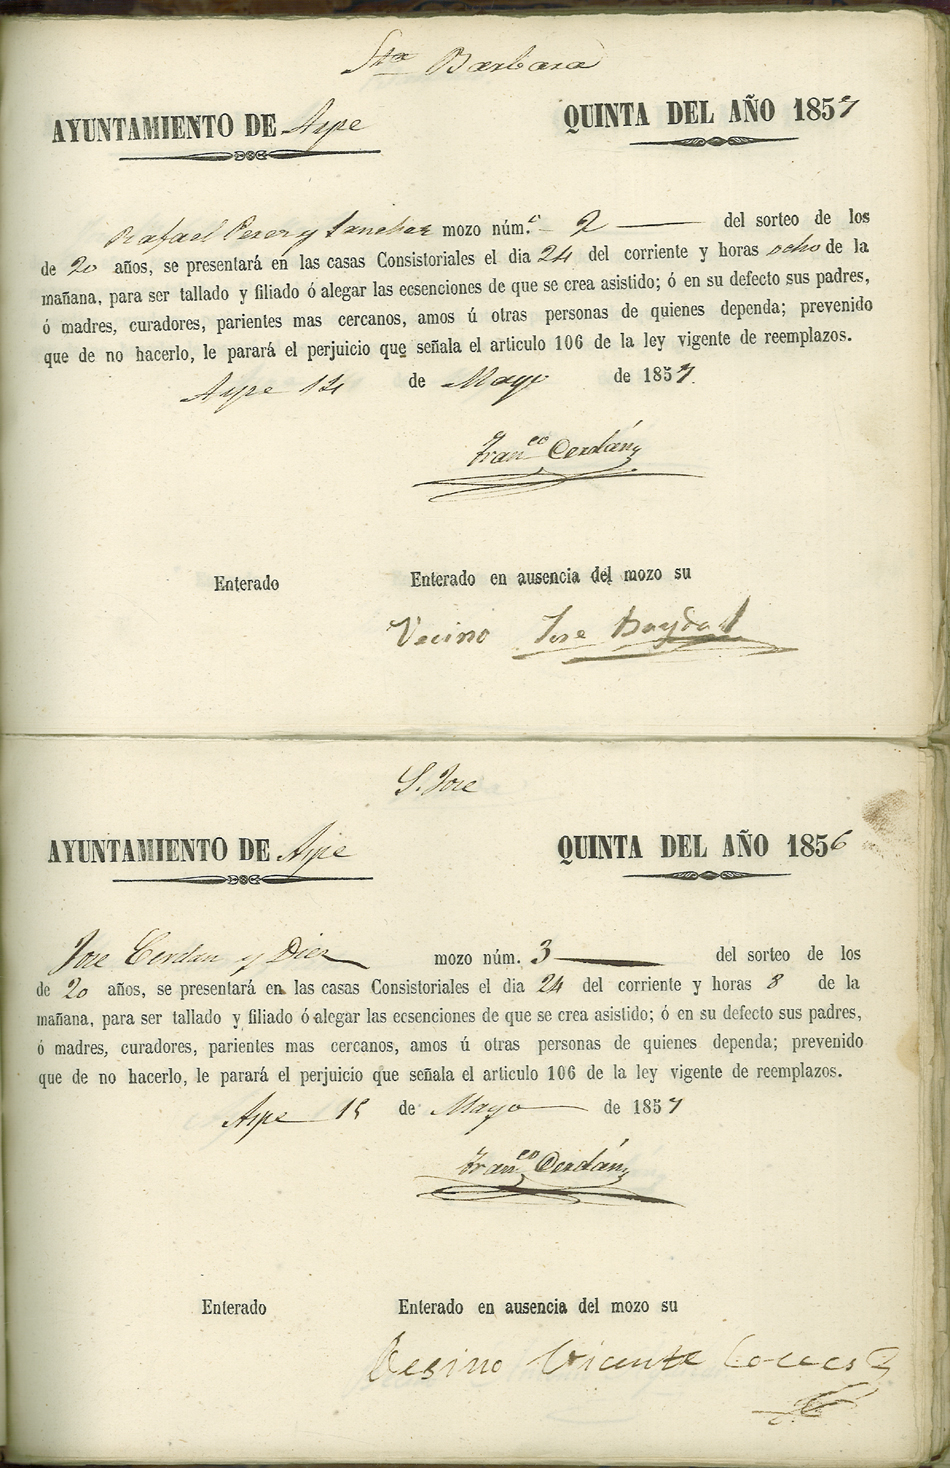 Sta Barbara
AYUNTAMIENTO DE Aspe QUINTA DEL AÑO 1857
Rafael Perez y Sanchez mozo núm.º 2 del sorteo de los
de 20 años, se presentará en las casas Consistoriales el dia 24 del corriente y horas ocho de la
mañana, para ser tallado y filiado ó alegar las ecsenciones de que se crea asistido; ó en su defecto sus padres,
ó madres, curadores, parientes mas cercanos, amos ú otras personas de quienes dependa; prevenido
que de no hacerlo, le parará el perjuicio que señala el articulo 106 de la ley vigente de reemplazos.
Aspe 14 de Mayo de 1857.
Franco Cerdán
Enterado Enterado en ausencia del mozo su
Vecino Jose
S. Jose
AYUNTAMIENTO DE Aspe QUINTA DEL AÑO 1856
Jose Cerdan y Diez mozo núm. 3 del sorteo de los
de 20 años, se presentará en las casas Consistoriales el dia 24 del corriente y horas 8 de la
mañana, para ser tallado y filiado ó alegar las ecsenciones de que se crea asistido; ó en su defecto sus padres,
ó madres, curadores, parientes mas cercanos, amos ú otras personas de quienes dependa; prevenido
que de no hacerlo, le parará el perjuicio que señala el articulo 106 de la ley vigente de reemplazos.
Aspe 15 de Mayo de 1857
Franco Cerdán
Enterado Enterado en ausencia del mozo su
Vesino Vicente